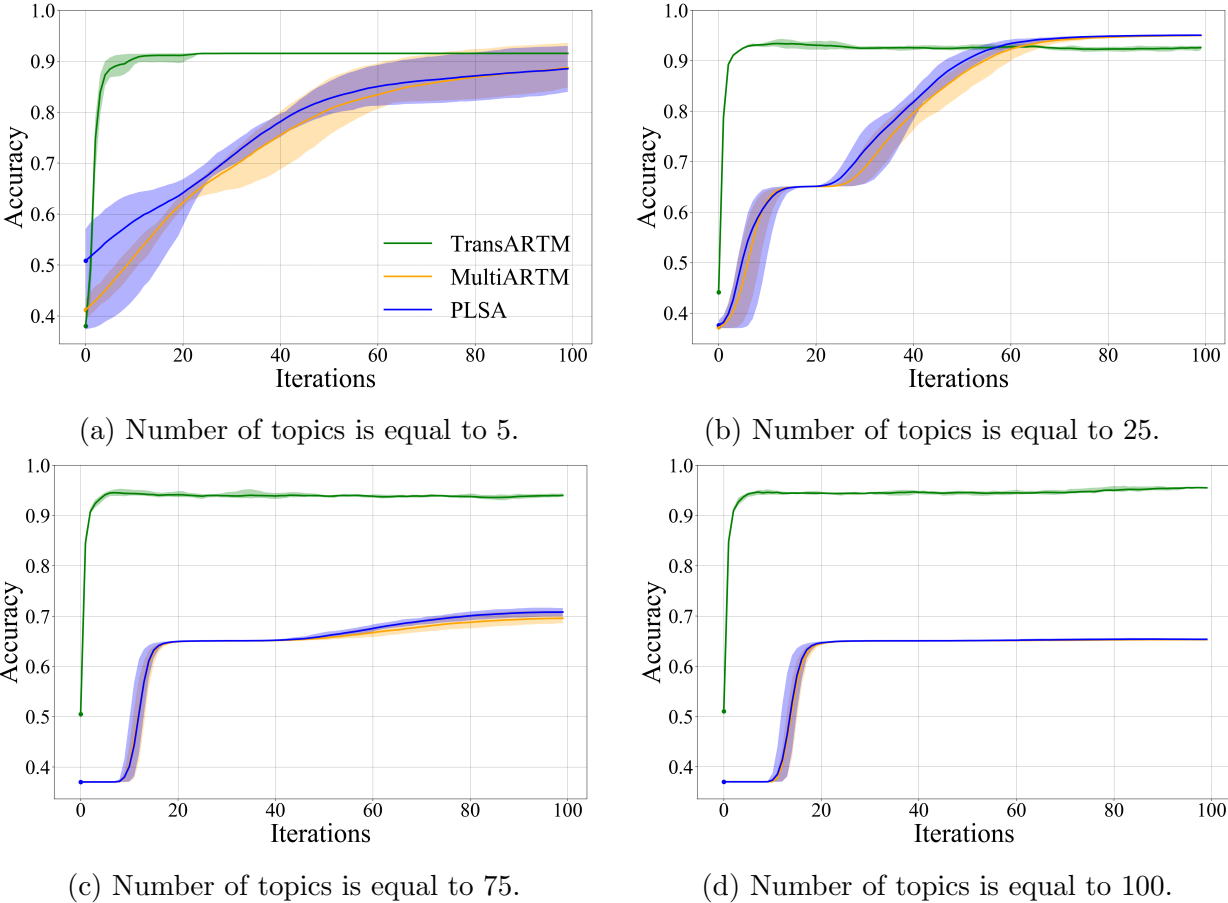 1.0
0.9
0.8
0.7
0.6
0.5
0.4
Accuracy
TransARTM
MultiARTM
PLSA
0 20 40 60 80 100
Iterations
(a) Number of topics is equal to 5.
1.0
0.9
0.8
0.7
0.6
0.5
0.4
Accuracy
0 20 40 60 80 100
Iterations
(b) Number of topics is equal to 25.
1.0
0.9
0.8
0.7
0.6
0.5
0.4
Accuracy
0 20 40 60 80 100
Iterations
(c) Number of topics is equal to 75.
1.0
0.9
0.8
0.7
0.6
0.5
0.4
Accuracy
0 20 40 60 80 100
Iterations
(d) Number of topics is equal to 100.